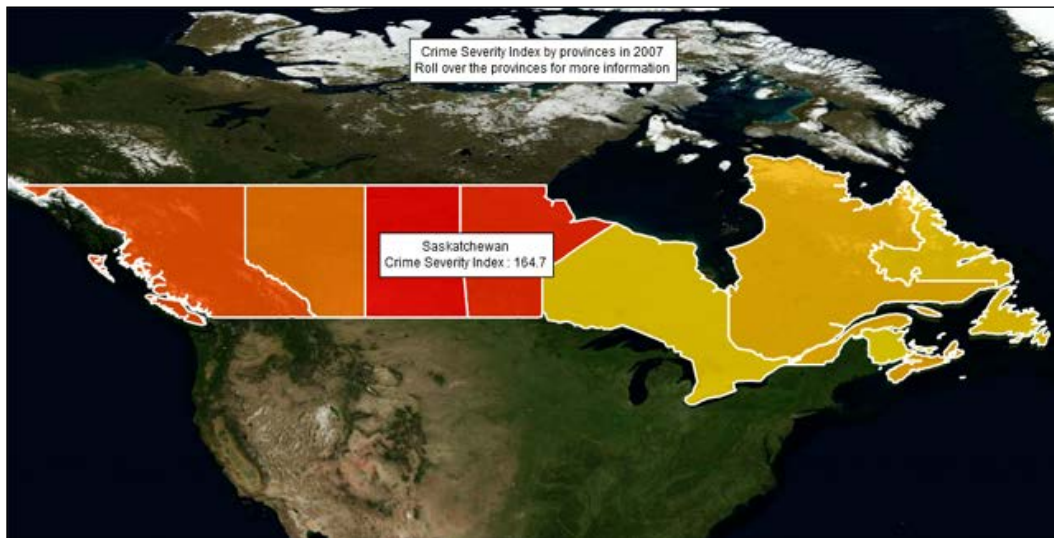 Crime Severity Index by provinces in 2007
Roll over the provinces for more information
Saskatchewan
Crime Severity Index : 164.7